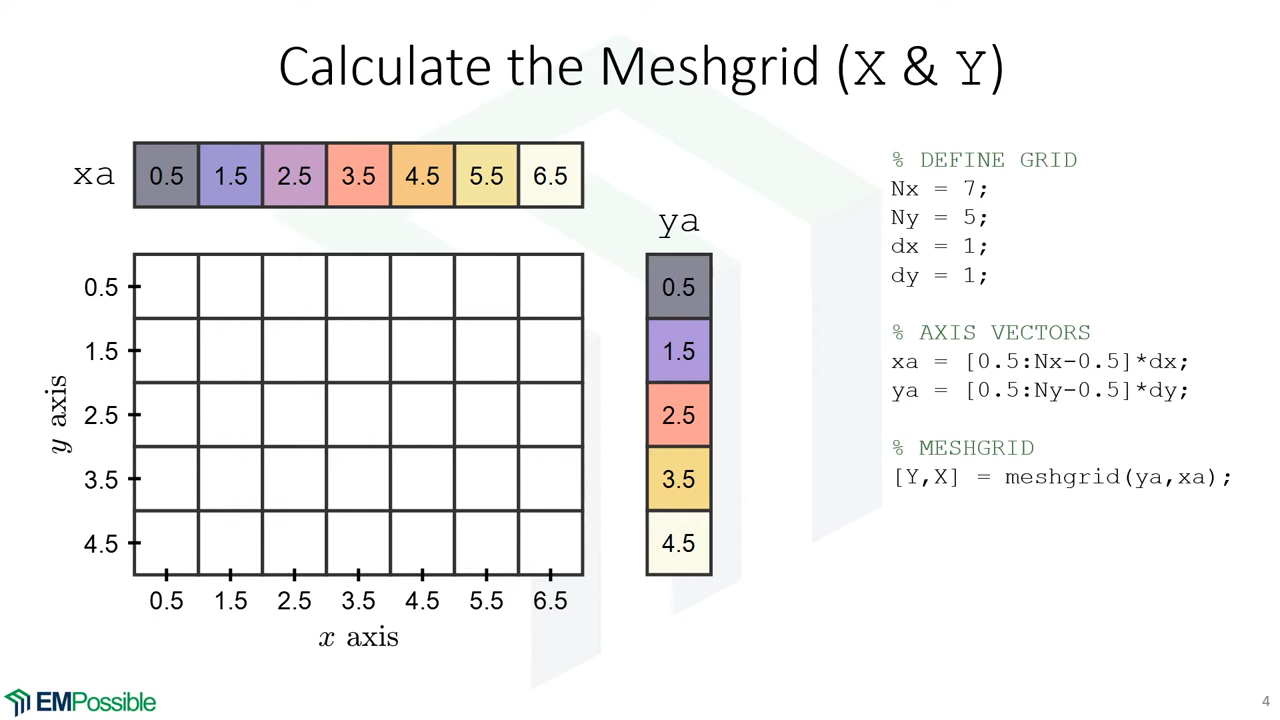 Calculate the Meshgrid (X & Y)
xa 0.5 1.5 2.5 3.5 4.5 5.5 6.5
ya
0.5
1.5
2.5
3.5
4.5
y axis
0.5
1.5
2.5
3.5
4.5
0.5 1.5 2.5 3.5 4.5 5.5 6.5
x axis
% DEFINE GRID
Nx = 7;
Ny = 5;
dx = 1;
dy = 1;
% AXIS VECTORS
xa = [0.5:Nx-0.5]*dx;
ya = [0.5:Ny-0.5]*dy;
% MESHGRID
[Y,X] = meshgrid(ya,xa);
EMPossible
4